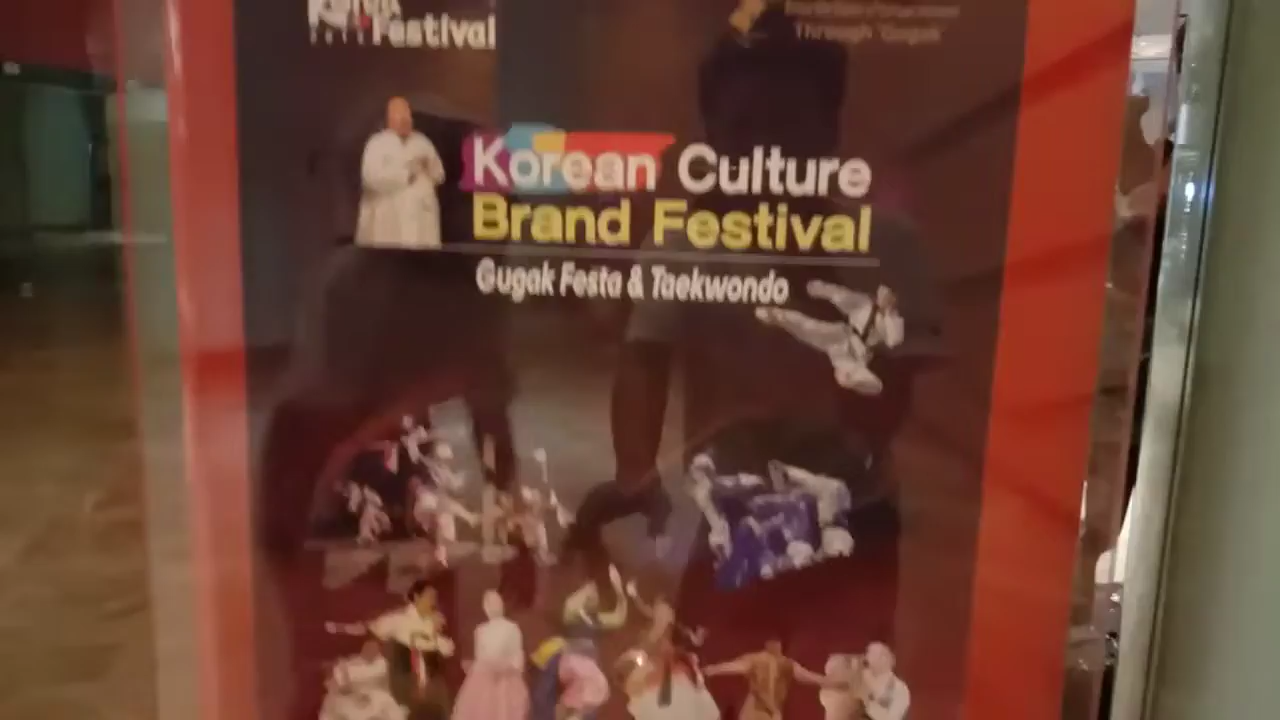 Festival
Through "Gugak"
Korean Culture
Brand Festival
Gugak Festa & Taekwondo